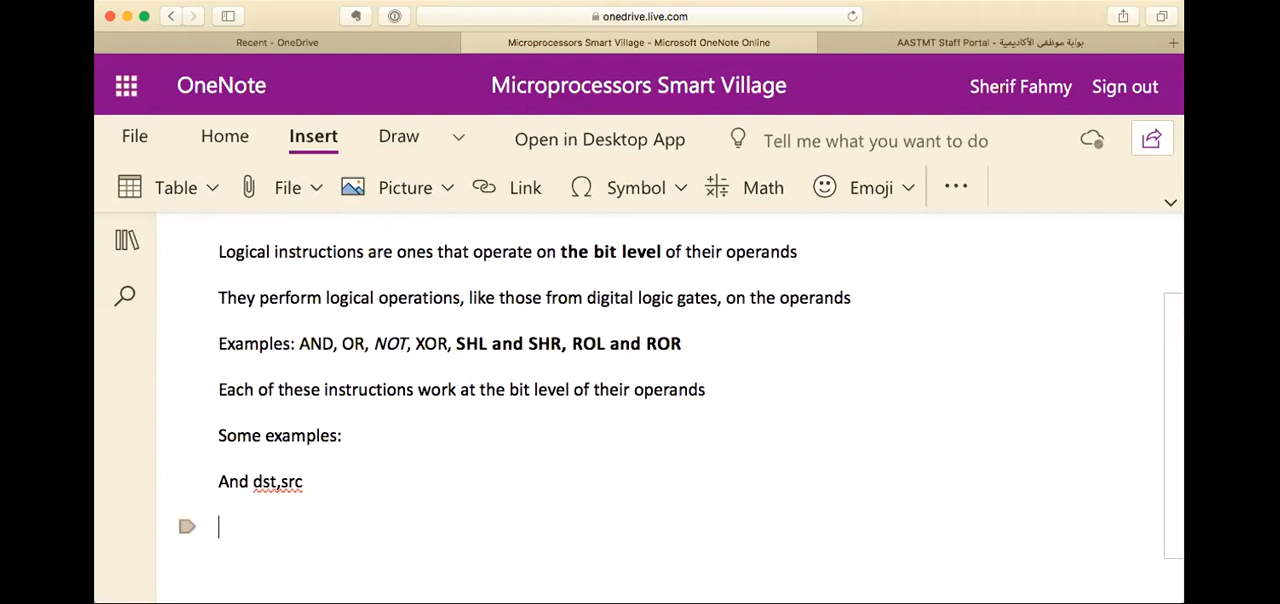 onedrive.live.com
Recent - OneDrive
Microprocessors Smart Village - Microsoft OneNote Online
AASTMT Staff Portal - بوابة موظفى الأكاديمية
OneNote
Microprocessors Smart Village
Sherif Fahmy
Sign out
File
Home
Insert
Draw
Open in Desktop App
Tell me what you want to do
Table
File
Picture
Link
Symbol
Math
Emoji
Logical instructions are ones that operate on the bit level of their operands
They perform logical operations, like those from digital logic gates, on the operands
Examples: AND, OR, NOT, XOR, SHL and SHR, ROL and ROR
Each of these instructions work at the bit level of their operands
Some examples:
And dst,src